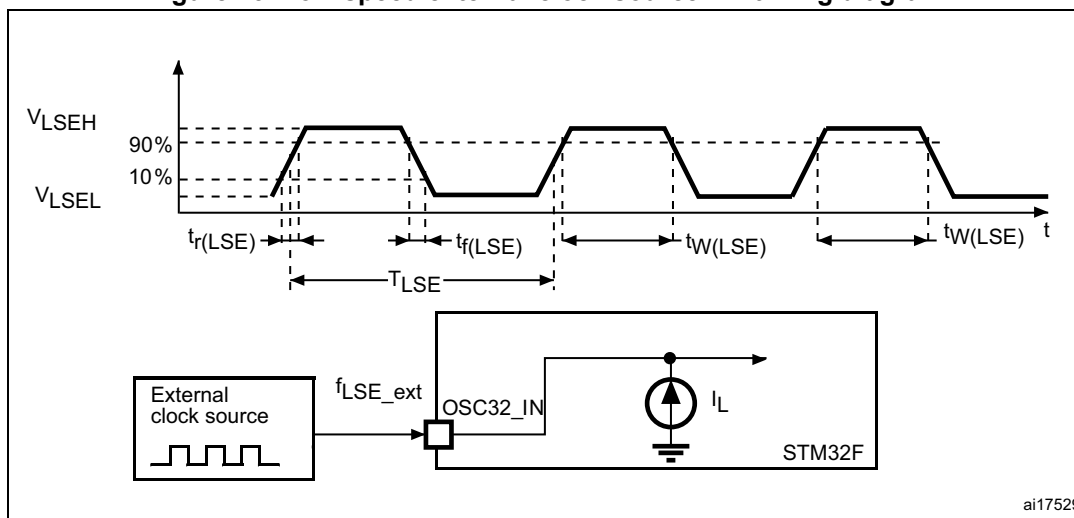 VLSEH
90%
10%
VLSEL
tr(LSE)
tf(LSE)
tW(LSE)
tW(LSE)
t
TLSE
External
clock source
fLSE_ext
OSC32_IN
IL
STM32F
ai17529